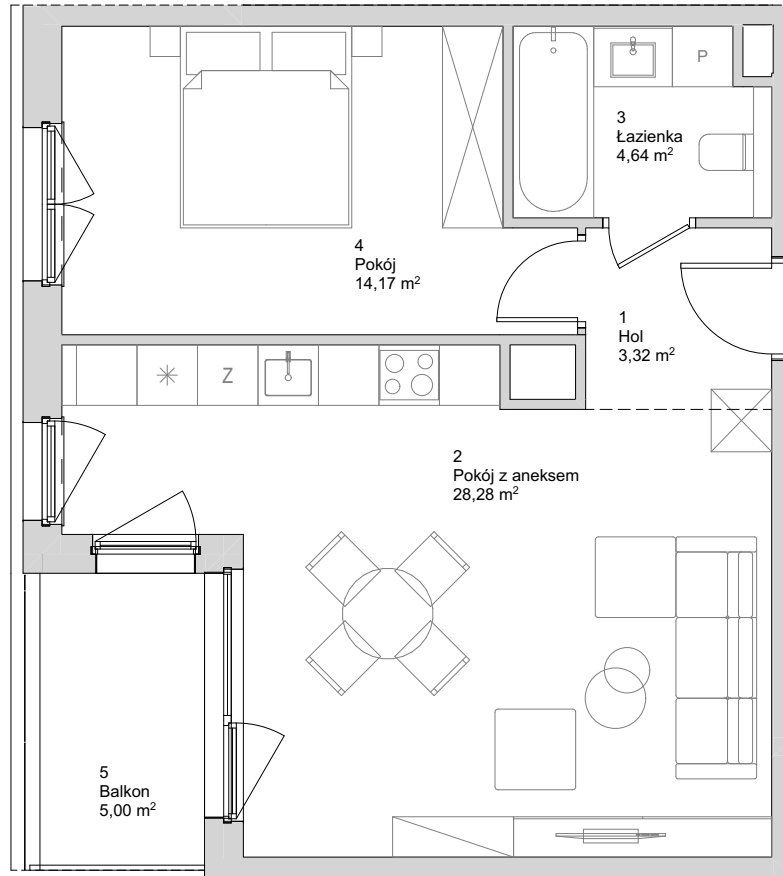 P
3
Łazienka
4,64 m²
4
Pokój
14,17 m²
1
Hol
3,32 m²
Z
2
Pokój z aneksem
28,28 m²
5
Balkon
5,00 m²